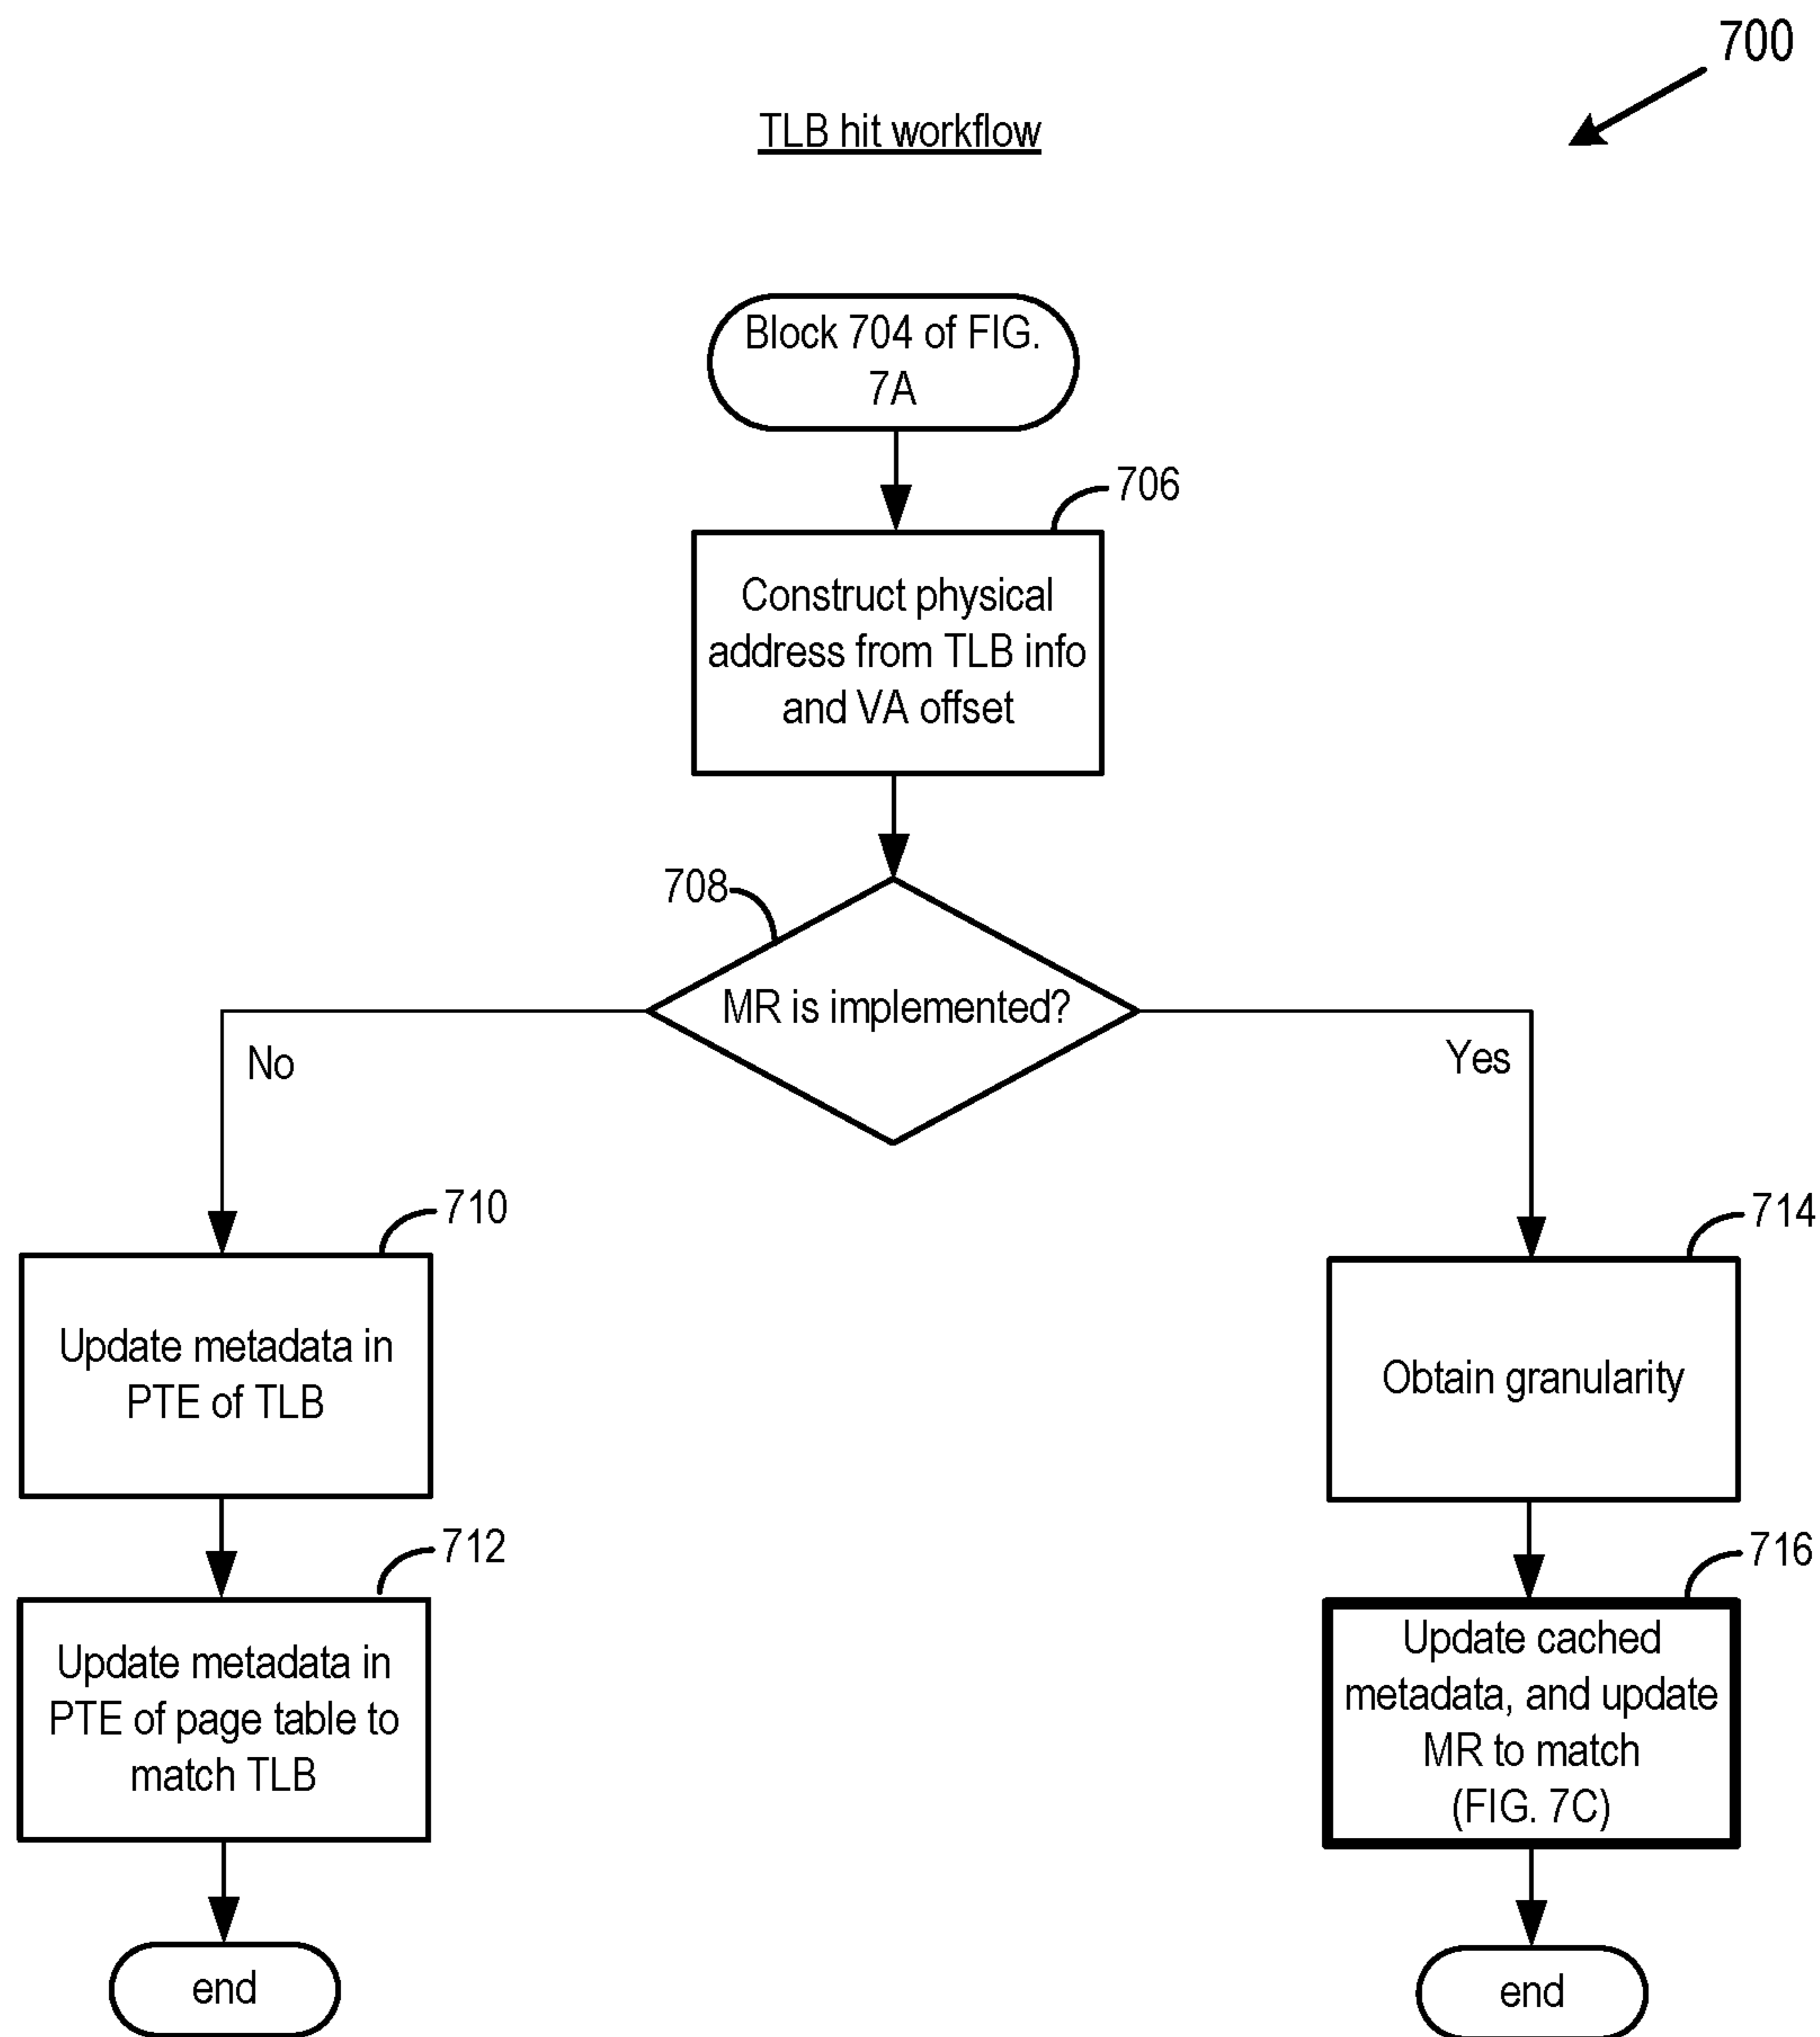 700
TLB hit workflow
Block 704 of FIG.
7A
706
Construct physical
address from TLB info
and VA offset
708
MR is implemented?
No
Yes
710
714
Update metadata in
PTE of TLB
Obtain granularity
712
716
Update metadata in
PTE of page table to
match TLB
Update cached
metadata, and update
MR to match
(FIG. 7C)
end
end